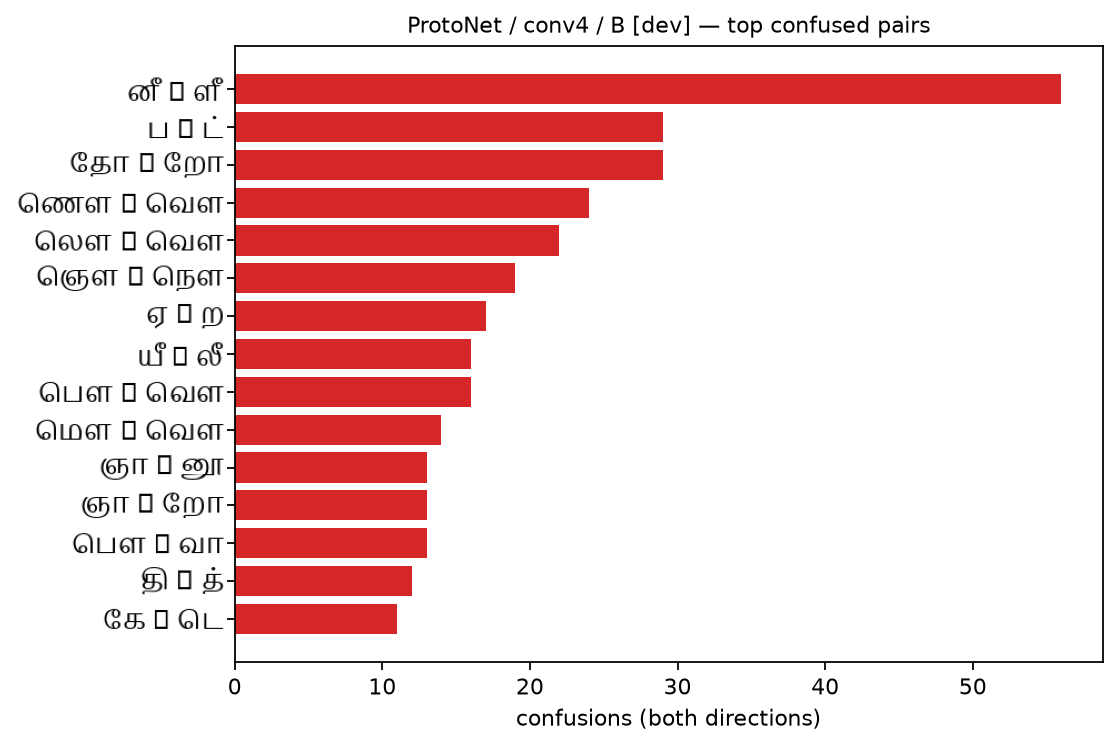 ProtoNet / conv4 / B [dev] — top confused pairs
னீ ▯ ளீ
ப ▯ ட்
தோ ▯ றோ
ணௌ ▯ வௌ
லௌ ▯ வௌ
ஞௌ ▯ நௌ
ஏ ▯ ற
யீ ▯ லீ
பௌ ▯ வௌ
மௌ ▯ வௌ
ஞா ▯ னூ
ஞா ▯ றோ
பௌ ▯ வா
தி ▯ த்
கே ▯ டெ
0 10 20 30 40 50
confusions (both directions)